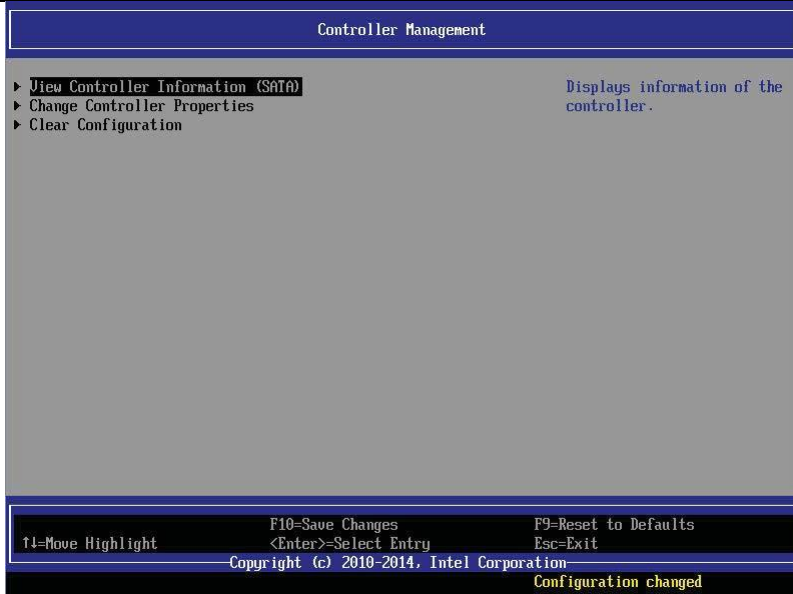 Controller Management
View Controller Information (SATA)
Change Controller Properties
Clear Configuration
Displays information of the
controller.
F10=Save Changes F9=Reset to Defaults
↑↓=Move Highlight <Enter>=Select Entry Esc=Exit
Copyright (c) 2010-2014, Intel Corporation
Configuration changed